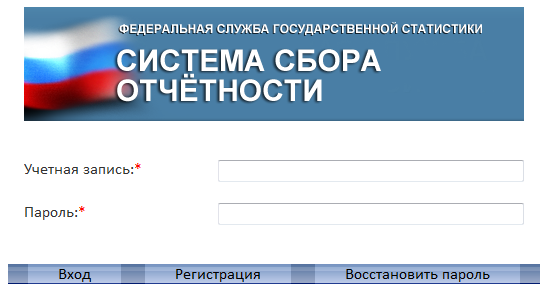 ФЕДЕРАЛЬНАЯ СЛУЖБА ГОСУДАРСТВЕННОЙ СТАТИСТИКИ
СИСТЕМА СБОРА
ОТЧЁТНОСТИ
Учетная запись:*
Пароль:*
Вход Регистрация Восстановить пароль